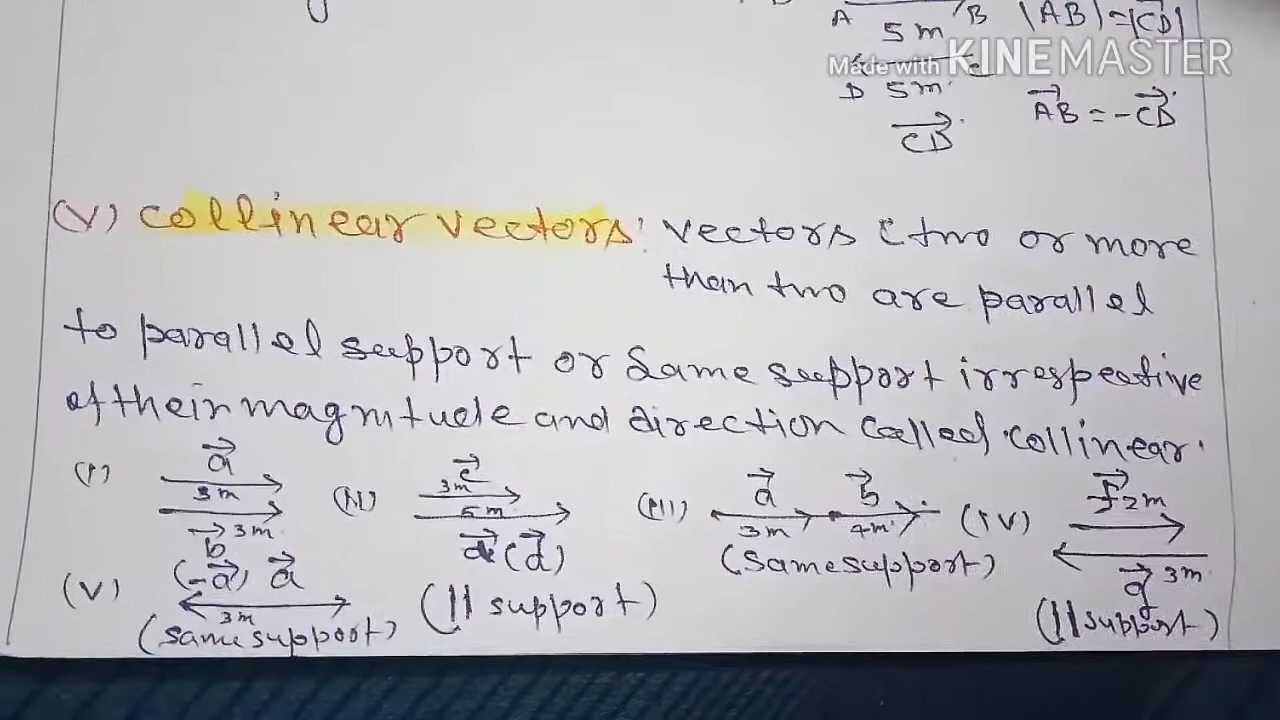 A 5m B |AB|=|CD|
Made with KINEMASTER
D 5m C
AB = -CD
CD
(V) collinear vectors: vectors (two or more
than two are parallel
to parallel support or same support irrespective
of their magnitude and direction called collinear.
(I) a 3m b 3m (II) c 3m 5m d (d) (III) a 3m b 4m (IV) f 2m g 3m
(same support)
(V) (-a) a 3m (|| support) (|| support)
(same support)